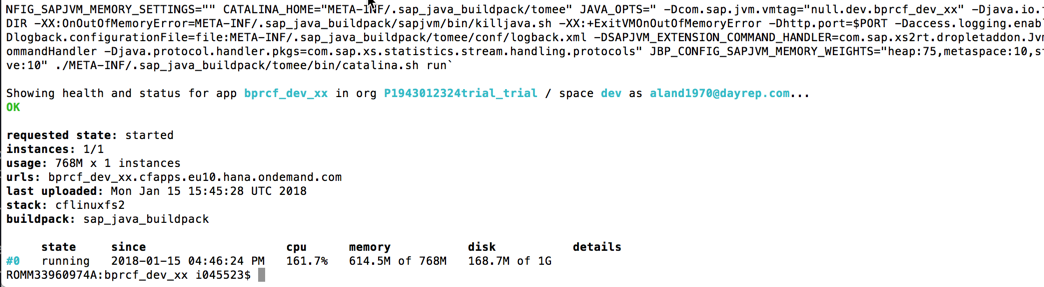 NFIG_SAPJVM_MEMORY_SETTINGS="" CATALINA_HOME="META-INF/.sap_java_buildpack/tomee" JAVA_OPTS=" -Dcom.sap.jvm.vmtag="null.dev.bprcf_dev_xx" -Djava.io.t
DIR -XX:OnOutOfMemoryError=META-INF/.sap_java_buildpack/sapjvm/bin/killjava.sh -XX:+ExitVMOnOutOfMemoryError -Dhttp.port=$PORT -Daccess.logging.enabl
Dlogback.configurationFile=file:META-INF/.sap_java_buildpack/tomee/conf/logback.xml -DSAPJVM_EXTENSION_COMMAND_HANDLER=com.sap.xs2rt.dropletaddon.Jvm
ommandHandler -Djava.protocol.handler.pkgs=com.sap.xs.statistics.stream.handling.protocols" JBP_CONFIG_SAPJVM_MEMORY_WEIGHTS="heap:75,metaspace:10,st
ve:10" ./META-INF/.sap_java_buildpack/tomee/bin/catalina.sh run`
Showing health and status for app bprcf_dev_xx in org P1943012324trial_trial / space dev as aland1970@dayrep.com...
OK
requested state: started
instances: 1/1
usage: 768M x 1 instances
urls: bprcf_dev_xx.cfapps.eu10.hana.ondemand.com
last uploaded: Mon Jan 15 15:45:28 UTC 2018
stack: cflinuxfs2
buildpack: sap_java_buildpack
state since cpu memory disk details
#0 running 2018-01-15 04:46:24 PM 161.7% 614.5M of 768M 168.7M of 1G
ROMM33960974A:bprcf_dev_xx i045523$